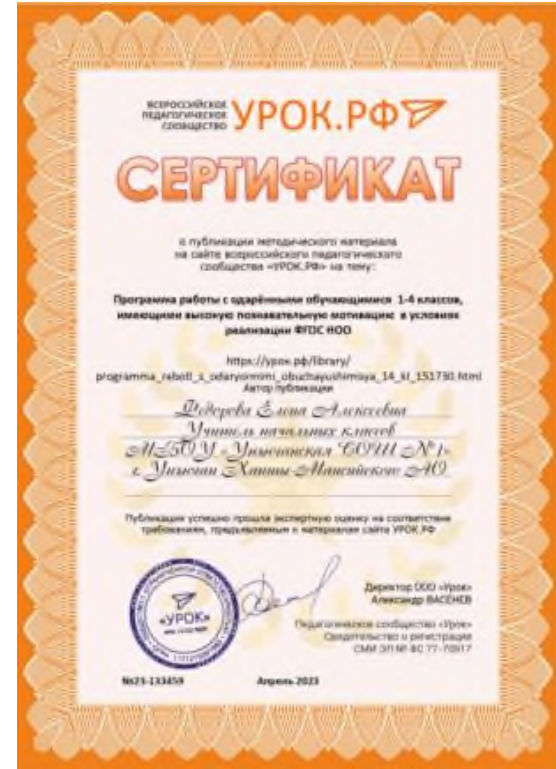 ВСЕРОССИЙСКОЕ
ПЕДАГОГИЧЕСКОЕ
СООБЩЕСТВО
УРОК.РФ
СЕРТИФИКАТ
о публикации методического материала
на сайте всероссийского педагогического
сообщества «УРОК.РФ» на тему:
Программа работы с одарёнными обучающимися 1-4 классов,
имеющими высокую познавательную мотивацию в условиях
реализации ФГОС НОО
https://урок.рф/library/
programma_raboti_s_odaryonnimi_obuchayushimisya_14_kl_151730.html
Автор публикации
Елена Алексеевна
Учитель начальных классов
МБОУ «Унъюганская СОШ №1»
с. Унъюган Ханты-Мансийского АО
Публикация успешно прошла экспертную оценку на соответствие
требованиям, предъявляемым к материалам сайта УРОК.РФ
«УРОК»
Директор ООО «Урок»
Александр ВАСЕНЕВ
Педагогическое сообщество «Урок»
Свидетельство о регистрации
СМИ ЭЛ № ФС 77-70917
№23-133459
Апрель 2023